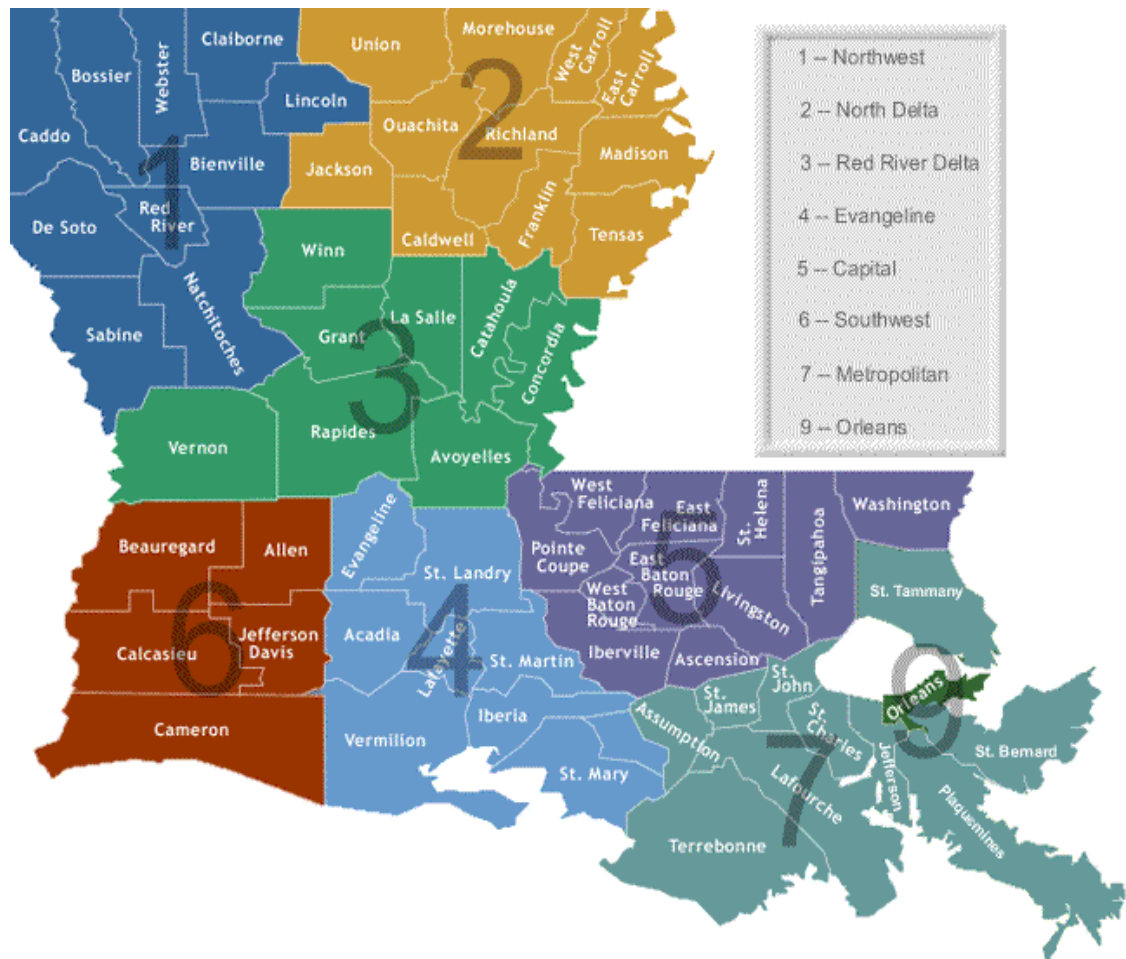 Claiborne
Union
Morehouse
West
Carroll
East
Carroll
Bossier
Webster
Lincoln
Caddo
Ouachita
Richland
2
Madison
Bienville
Jackson
1
Red
River
De Soto
Franklin
Tensas
Caldwell
Winn
Natchitoches
Sabine
La Salle
Catahoula
Grant
3
Concordia
Rapides
Vernon
Avoyelles
1 -- Northwest
2 -- North Delta
3 -- Red River Delta
4 -- Evangeline
5 -- Capital
6 -- Southwest
7 -- Metropolitan
9 -- Orleans
Beauregard
Allen
6
Calcasieu
Jefferson
Davis
Cameron
Evangeline
St. Landry
Acadia
Lafayette
4
St. Martin
Iberia
Vermilion
St. Mary
West
Feliciana
East
Feliciana
St.
Helena
Tangipahoa
Washington
Pointe
Coupe
5
East
Baton
Rouge
West
Baton
Rouge
Livingston
Iberville
Ascension
St. Tammany
St.
John
St.
James
Assumption
St.
Charles
9
Orleans
St. Bernard
Jefferson
7
Lafourche
Plaquemines
Terrebonne